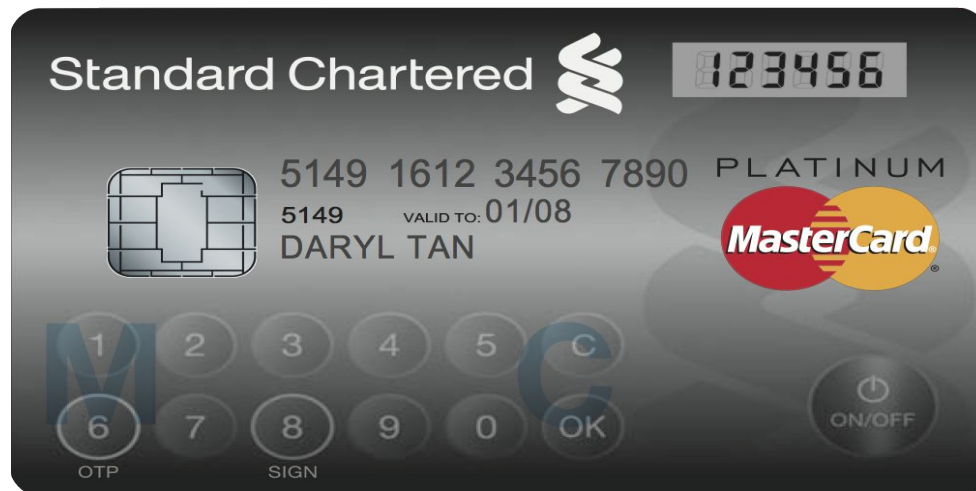 Standard Chartered
123456
5149 1612 3456 7890
5149 VALID TO: 01/08
DARYL TAN
PLATINUM
MasterCard®
1 2 3 4 5 C
M C
6 7 8 9 0 OK
OTP SIGN
ON/OFF